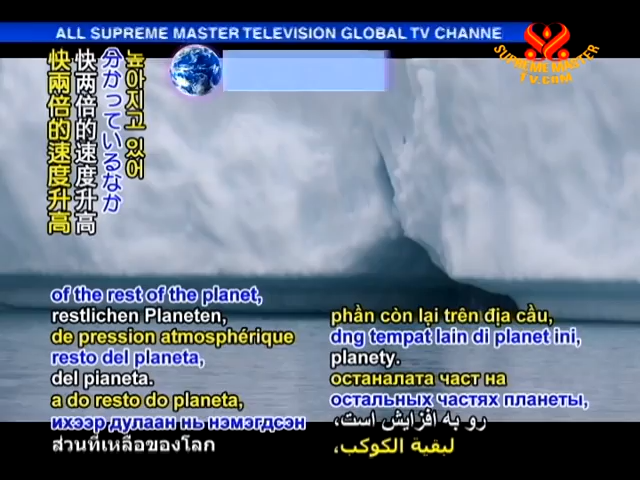 ALL SUPREME MASTER TELEVISION GLOBAL TV CHANNE
SUPREME MASTER
TV.COM
높아지고 있어
分かっているなか
快两倍的速度升高
快兩倍的速度升高
of the rest of the planet,
restlichen Planeten,
de pression atmosphérique
resto del planeta,
del pianeta.
a do resto do planeta,
ихээр дулаан нь нэмэгдсэн
ส่วนที่เหลือของโลก
phần còn lại trên địa cầu,
dng tempat lain di planet ini,
planety.
останалата част на
остальных частях планеты,
رو به افزایش است،
لبقية الكوكب،